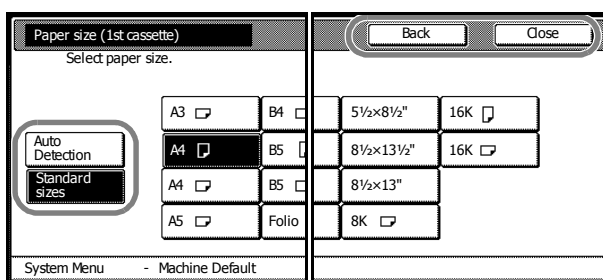 Paper size (1st cassette) Back Close
Select paper size.
A3 B4 5½×8½" 16K
Auto Detection A4 B5 8½×13½" 16K
Standard sizes A4 B5 8½×13"
A5 Folio 8K
System Menu - Machine Default